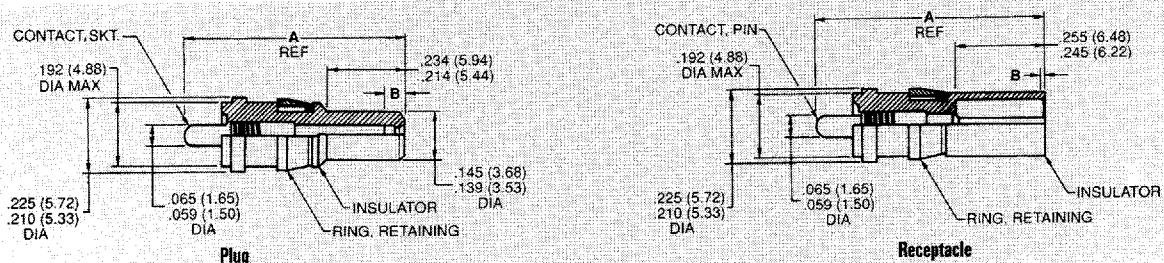 CONTACT, SKT.
A
REF
.192 (4.88)
DIA MAX
.234 (5.94)
.214 (5.44)
B
.145 (3.68)
.139 (3.53)
DIA
.225 (5.72)
.210 (5.33)
DIA
.065 (1.65)
.059 (1.50)
DIA
INSULATOR
RING, RETAINING
Plug
CONTACT, PIN
A
REF
.192 (4.88)
DIA MAX
.255 (6.48)
.245 (6.22)
B
.225 (5.72)
.210 (5.33)
DIA
.065 (1.65)
.059 (1.50)
DIA
INSULATOR
RING, RETAINING
Receptacle